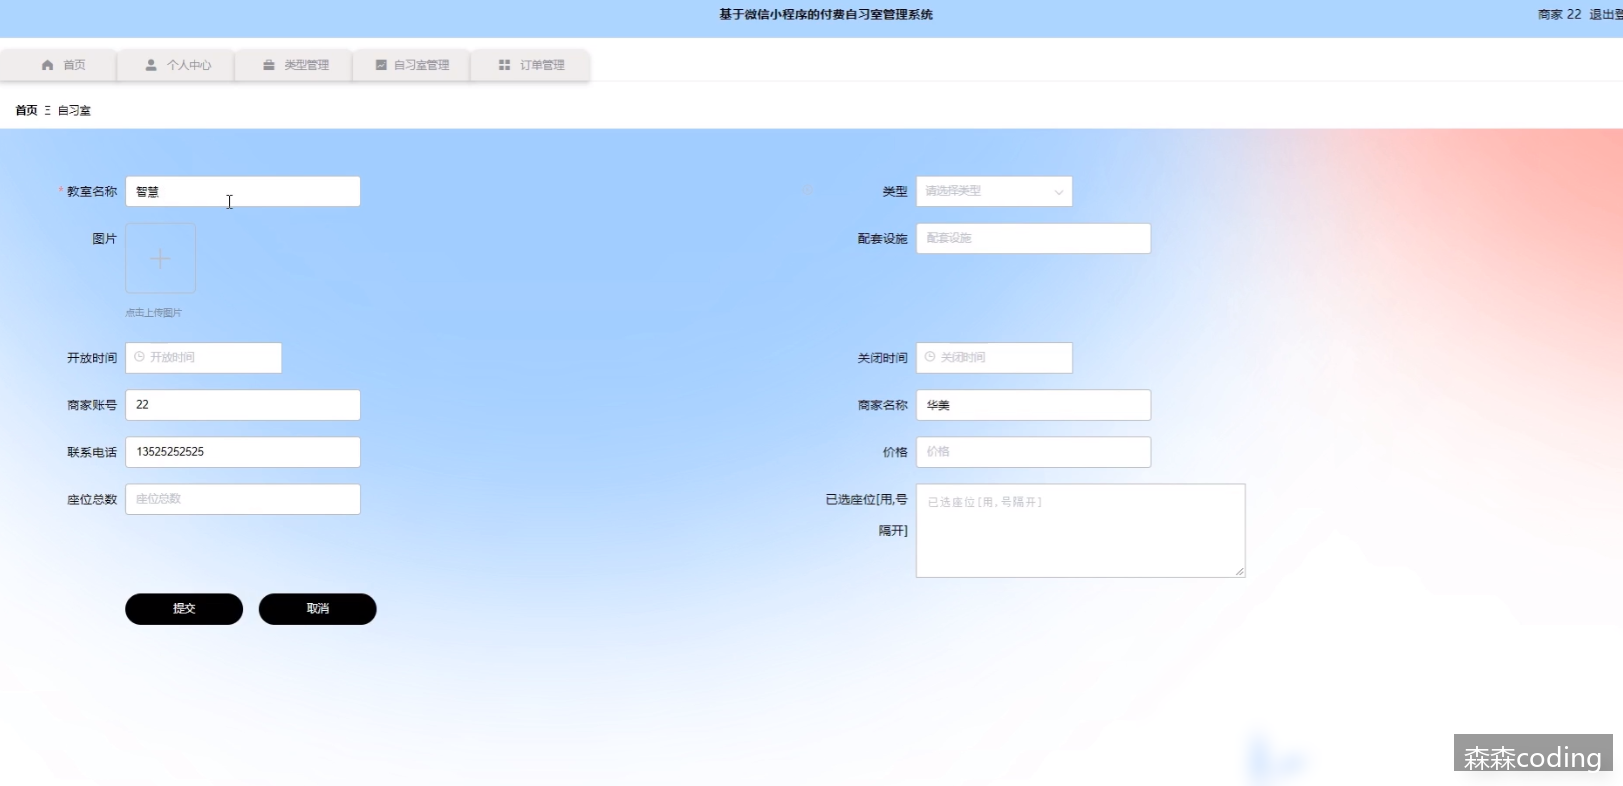 基于微信小程序的付费自习室管理系统
商家 22 退出登
首页 个人中心 类型管理 自习室管理 订单管理
首页 Ξ 自习室
* 教室名称 智慧 类型 请选择类型
图片 配套设施 配套设施
点击上传图片
开放时间 开放时间 关闭时间 关闭时间
商家账号 22 商家名称 华美
联系电话 13525252525 价格 价格
座位总数 座位总数 已选座位[用,号 已选座位[用,号隔开]
隔开]
提交 取消
森森coding